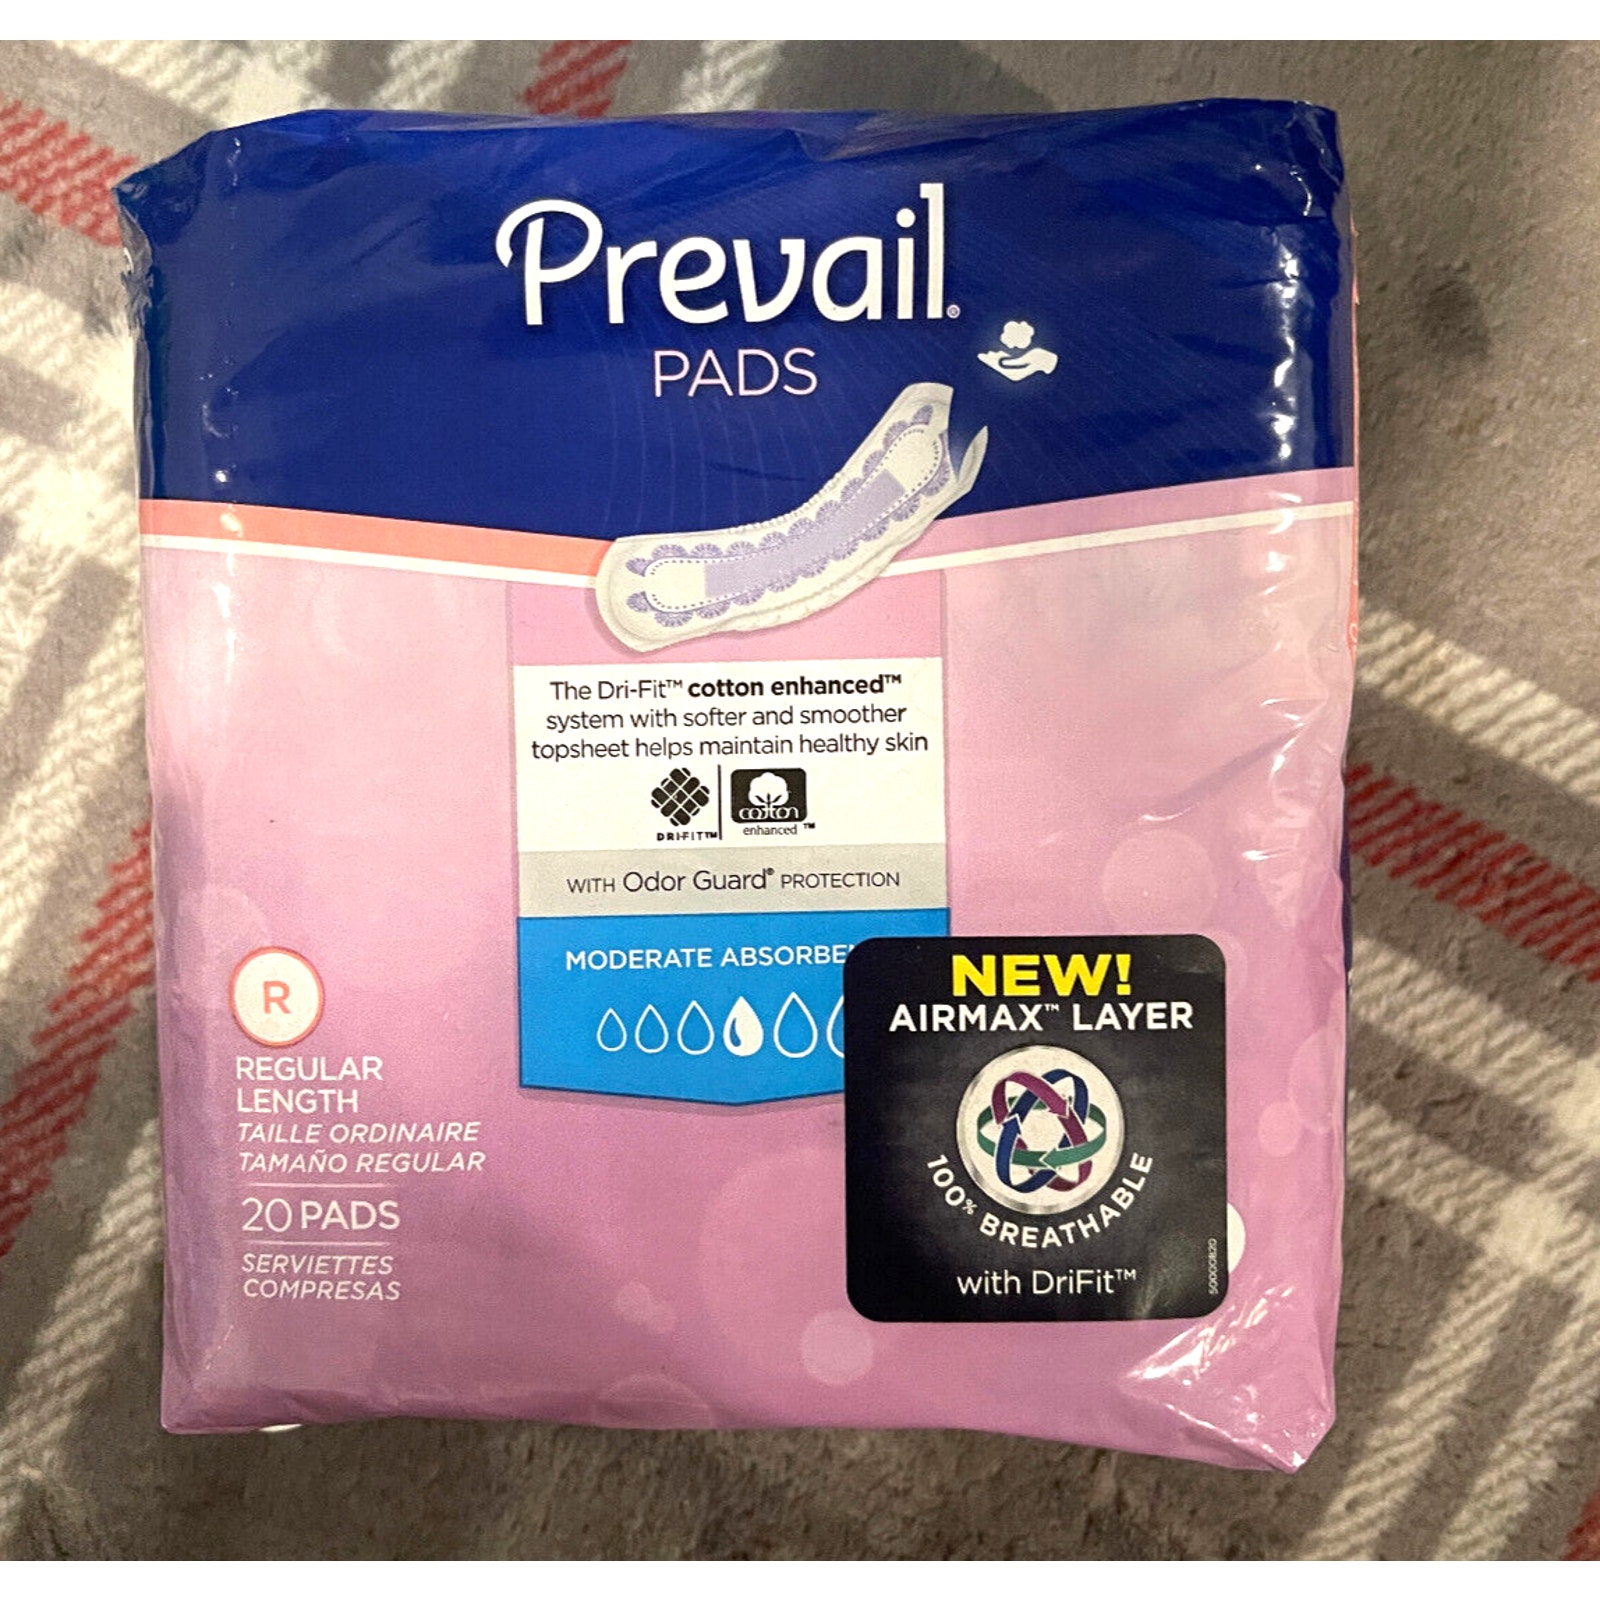 Prevail®
PADS
The Dri-Fit™ cotton enhanced™
system with softer and smoother
topsheet helps maintain healthy skin
DRI-FIT™
cotton
enhanced ™
WITH Odor Guard® PROTECTION
MODERATE
R
REGULAR
LENGTH
TAILLE ORDINAIRE
TAMAÑO REGULAR
20 PADS
SERVIETTES
COMPRESAS
NEW!
AIRMAX™ LAYER
100% BREATHABLE
with DriFit™